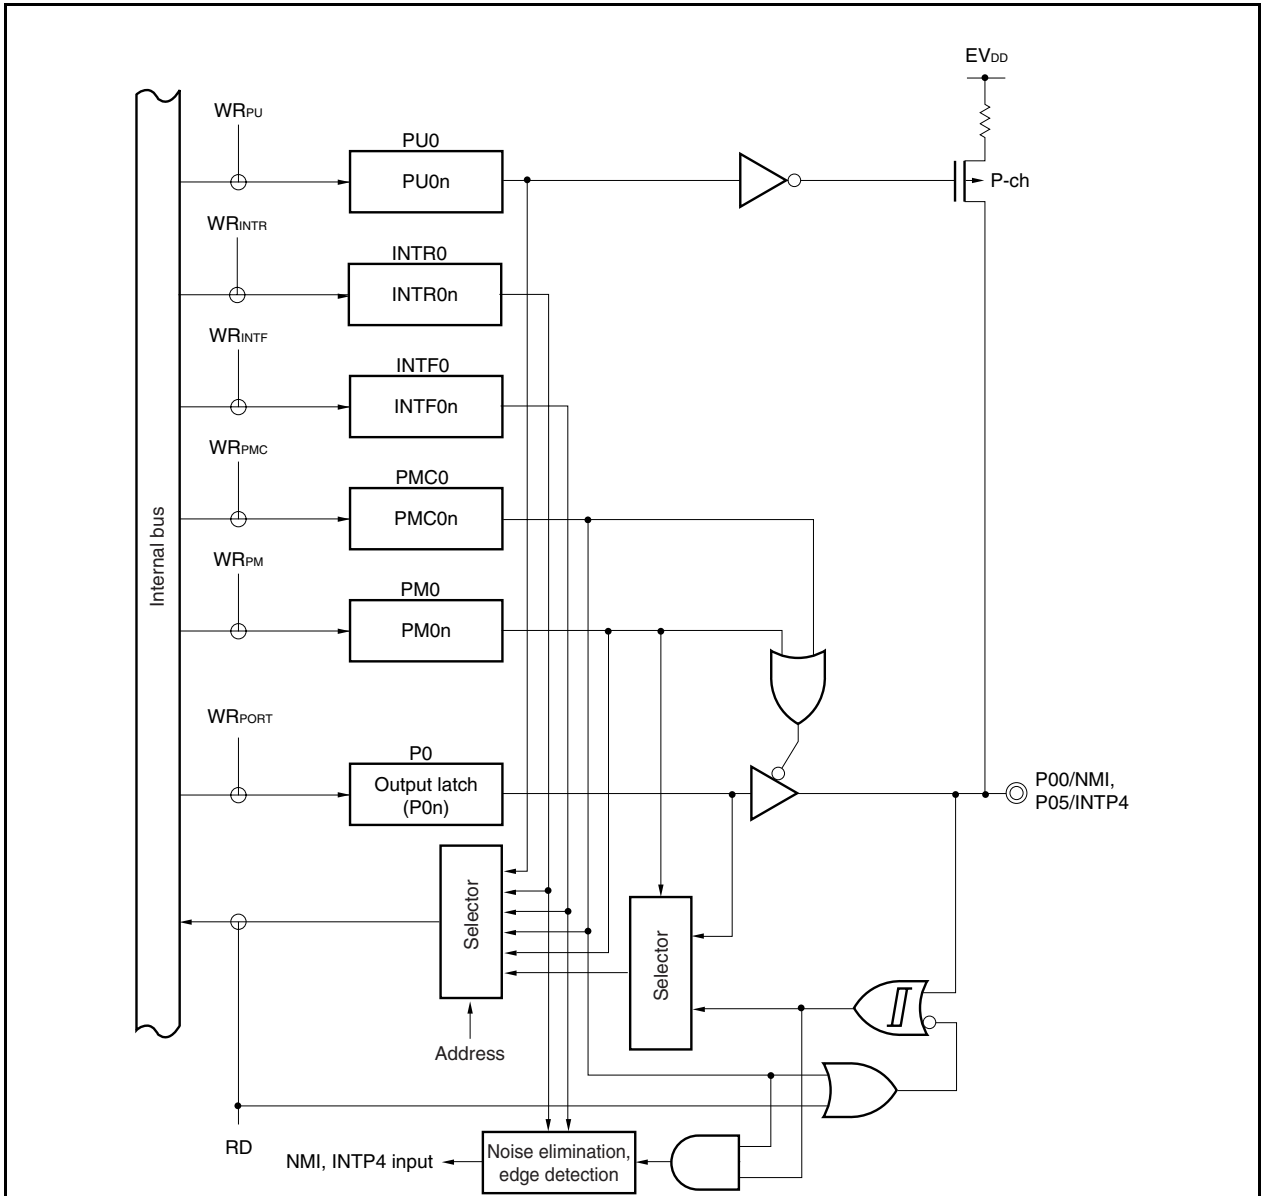 EVDD
WRPU
PU0
PU0n
P-ch
WRINTR
INTR0
INTR0n
WRINTF
INTF0
INTF0n
WRPMC
PMC0
PMC0n
Internal bus
WRPM
PM0
PM0n
WRPORT
P0
Output latch
(P0n)
P00/NMI,
P05/INTP4
Selector
Selector
Address
RD
NMI, INTP4 input
Noise elimination,
edge detection